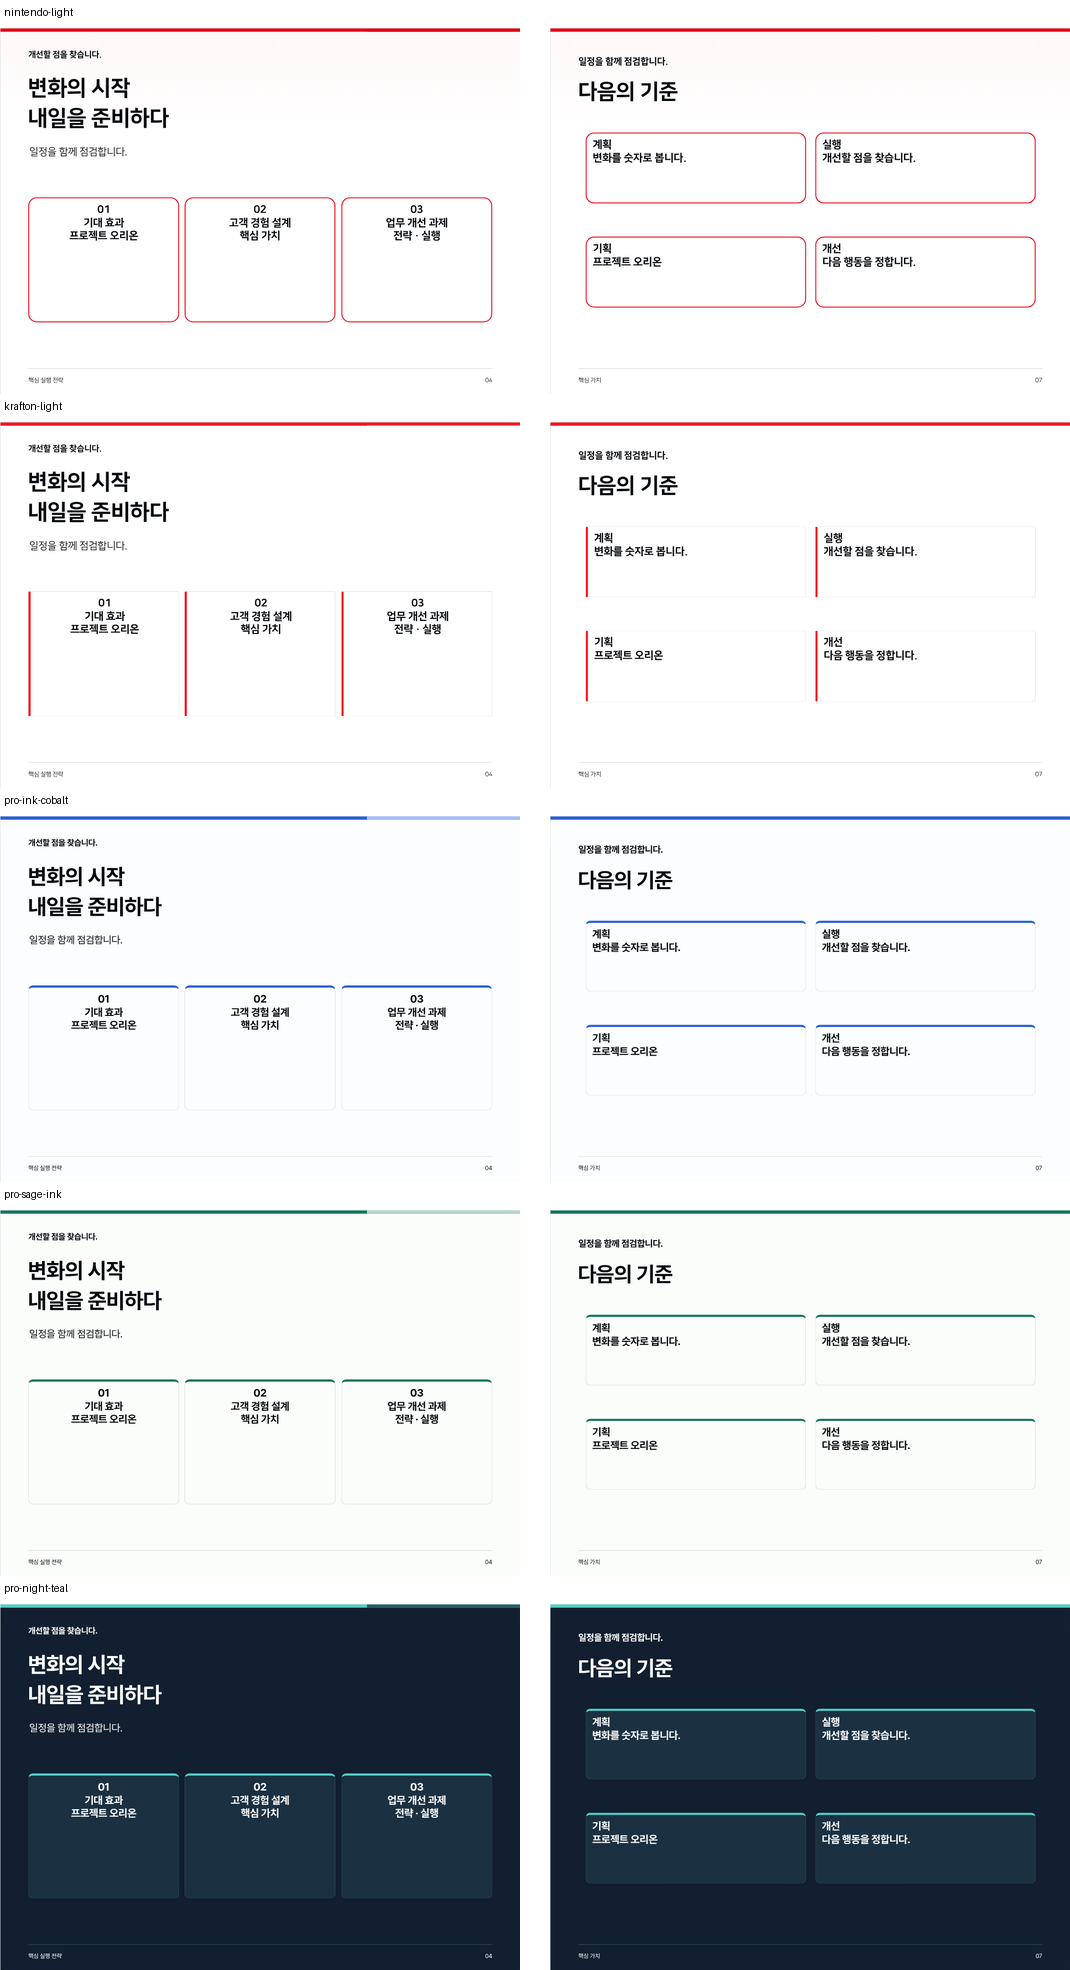 nintendo-light
개선할 점을 찾습니다.
변화의 시작
내일을 준비하다
일정을 함께 점검합니다.
01
기대 효과
프로젝트 오리온
02
고객 경험 설계
핵심 가치
03
업무 개선 과제
전략 · 실행
핵심 실행 전략
04
일정을 함께 점검합니다.
다음의 기준
계획
변화를 숫자로 봅니다.
실행
개선할 점을 찾습니다.
기획
프로젝트 오리온
개선
다음 행동을 정합니다.
핵심 가치
07
krafton-light
개선할 점을 찾습니다.
변화의 시작
내일을 준비하다
일정을 함께 점검합니다.
01
기대 효과
프로젝트 오리온
02
고객 경험 설계
핵심 가치
03
업무 개선 과제
전략 · 실행
핵심 실행 전략
04
일정을 함께 점검합니다.
다음의 기준
계획
변화를 숫자로 봅니다.
실행
개선할 점을 찾습니다.
기획
프로젝트 오리온
개선
다음 행동을 정합니다.
핵심 가치
07
pro-ink-cobalt
개선할 점을 찾습니다.
변화의 시작
내일을 준비하다
일정을 함께 점검합니다.
01
기대 효과
프로젝트 오리온
02
고객 경험 설계
핵심 가치
03
업무 개선 과제
전략 · 실행
핵심 실행 전략
04
일정을 함께 점검합니다.
다음의 기준
계획
변화를 숫자로 봅니다.
실행
개선할 점을 찾습니다.
기획
프로젝트 오리온
개선
다음 행동을 정합니다.
핵심 가치
07
pro-sage-ink
개선할 점을 찾습니다.
변화의 시작
내일을 준비하다
일정을 함께 점검합니다.
01
기대 효과
프로젝트 오리온
02
고객 경험 설계
핵심 가치
03
업무 개선 과제
전략 · 실행
핵심 실행 전략
04
일정을 함께 점검합니다.
다음의 기준
계획
변화를 숫자로 봅니다.
실행
개선할 점을 찾습니다.
기획
프로젝트 오리온
개선
다음 행동을 정합니다.
핵심 가치
07
pro-night-teal
개선할 점을 찾습니다.
변화의 시작
내일을 준비하다
일정을 함께 점검합니다.
01
기대 효과
프로젝트 오리온
02
고객 경험 설계
핵심 가치
03
업무 개선 과제
전략 · 실행
핵심 실행 전략
04
일정을 함께 점검합니다.
다음의 기준
계획
변화를 숫자로 봅니다.
실행
개선할 점을 찾습니다.
기획
프로젝트 오리온
개선
다음 행동을 정합니다.
핵심 가치
07